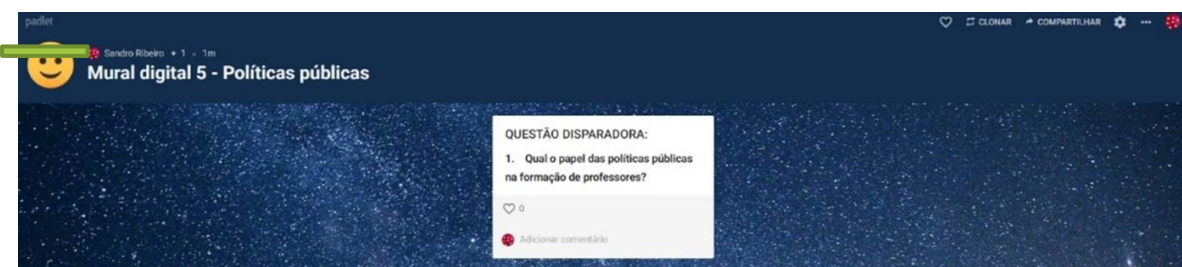 padlet
CLONAR COMPARTILHAR
Sandro Ribeiro + 1 • 1m
Mural digital 5 - Políticas públicas
QUESTÃO DISPARADORA:
1. Qual o papel das políticas públicas
na formação de professores?
0
Adicionar comentário